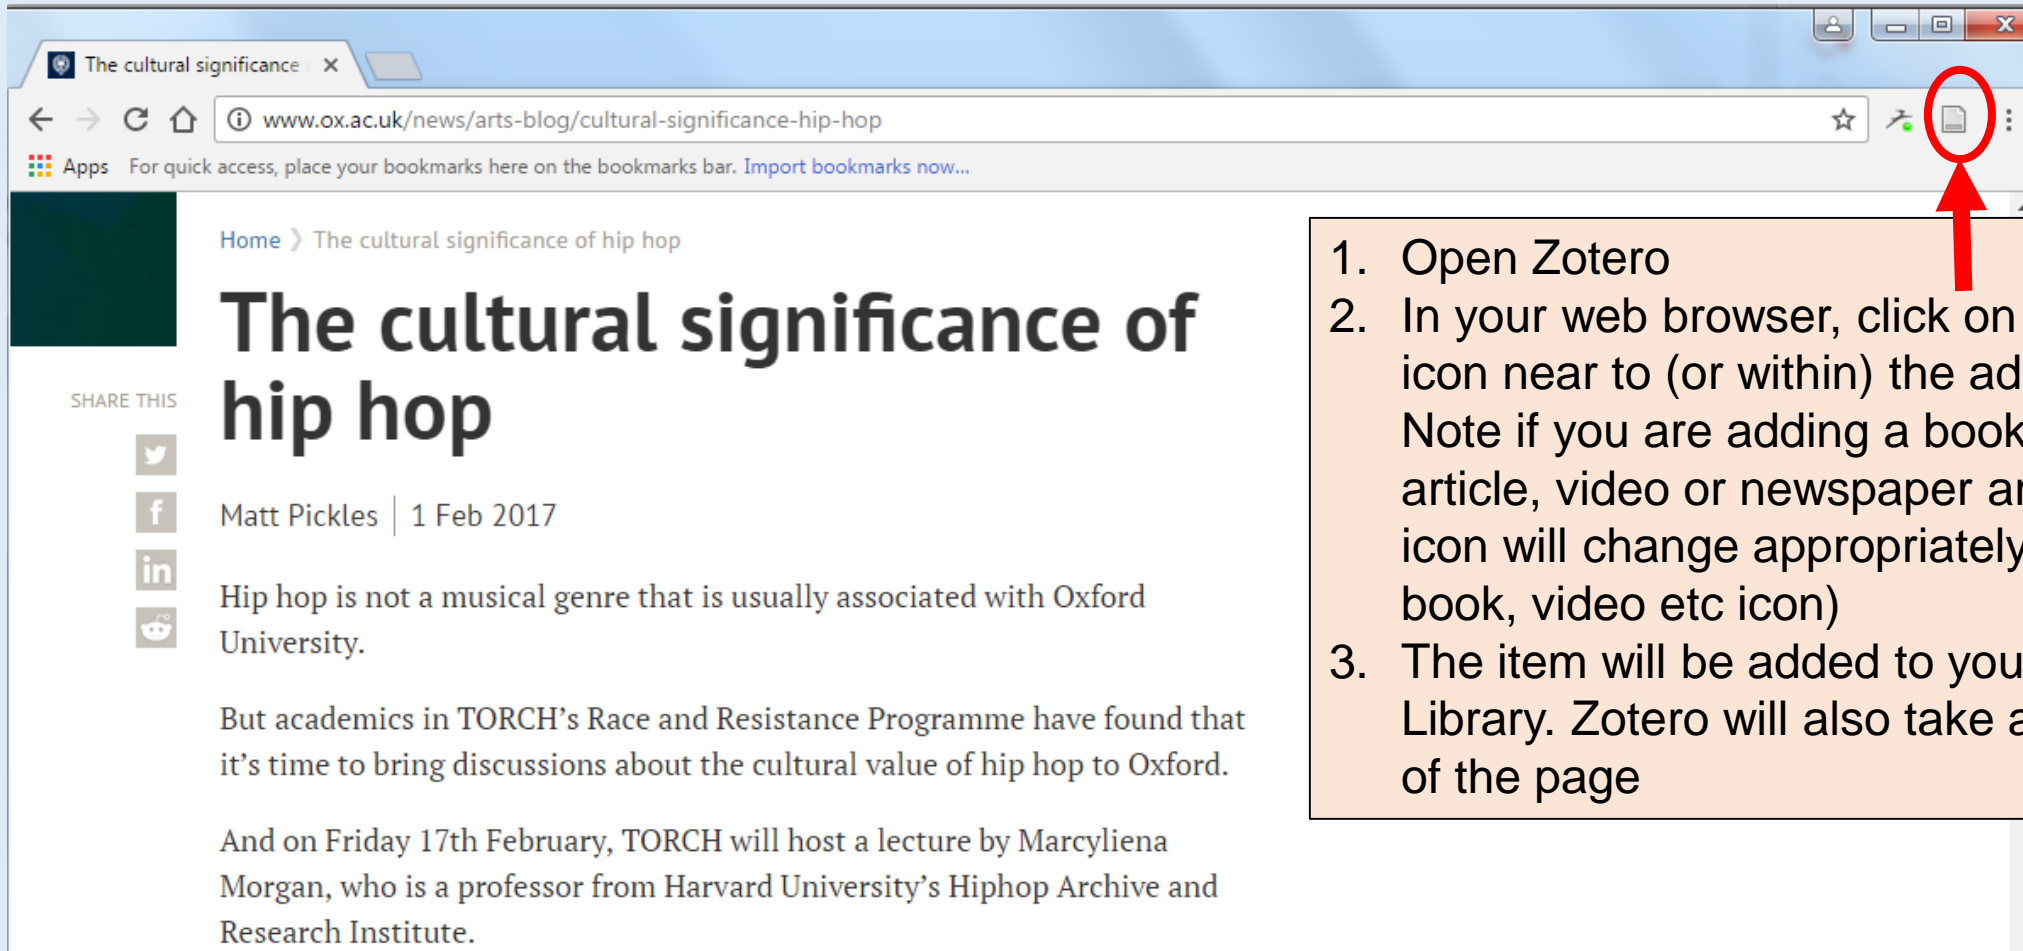 The cultural significance
www.ox.ac.uk/news/arts-blog/cultural-significance-hip-hop
Apps For quick access, place your bookmarks here on the bookmarks bar. Import bookmarks now...
Home > The cultural significance of hip hop
The cultural significance of
hip hop
SHARE THIS
Matt Pickles | 1 Feb 2017
Hip hop is not a musical genre that is usually associated with Oxford
University.
But academics in TORCH's Race and Resistance Programme have found that
it's time to bring discussions about the cultural value of hip hop to Oxford.
And on Friday 17th February, TORCH will host a lecture by Marcyliena
Morgan, who is a professor from Harvard University's Hiphop Archive and
Research Institute.
1. Open Zotero
2. In your web browser, click on
icon near to (or within) the
Note if you are adding a book
article, video or newspaper
icon will change appropriately
book, video etc icon)
3. The item will be added to
Library. Zotero will also take
of the page